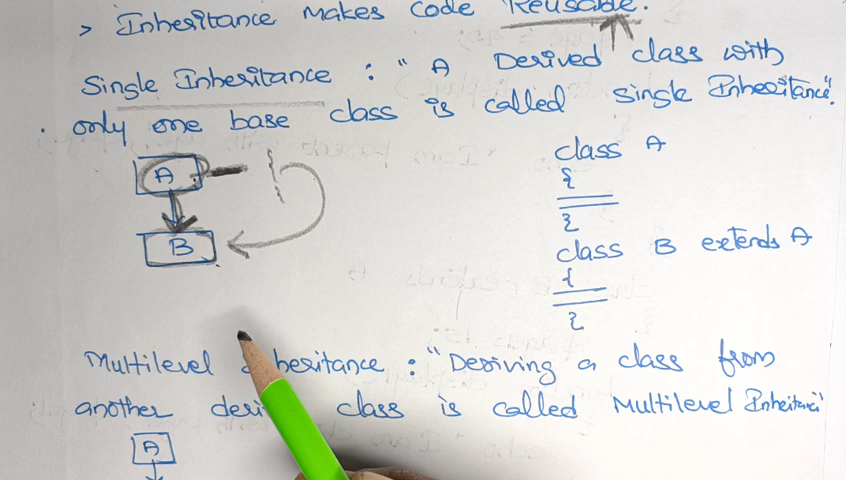 > Inheritance makes code Reusable.
Single Inheritance : " A Derived class with
only one base class is called single Inheritance".
A
B
class A
{
}
class B extends A
{
}
Multilevel Inheritance : "Deriving a class from
another class is called Multilevel
A